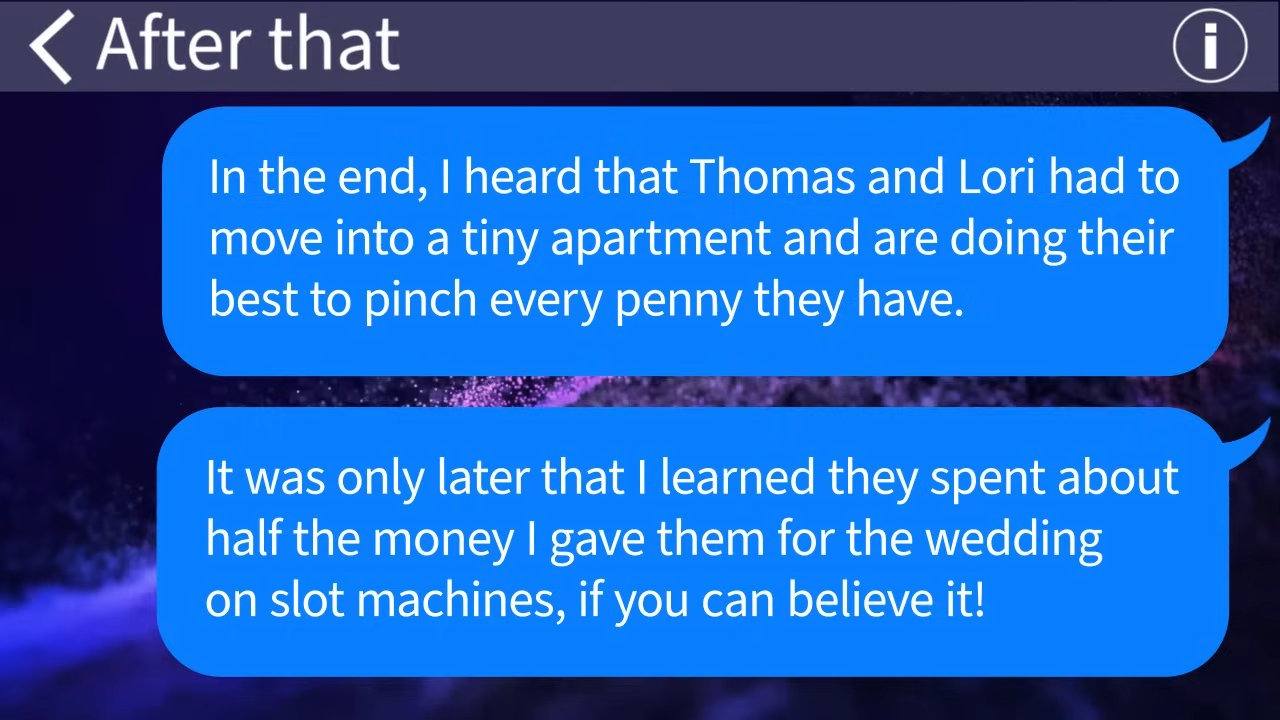 After that
In the end, I heard that Thomas and Lori had to
move into a tiny apartment and are doing their
best to pinch every penny they have.
It was only later that I learned they spent about
half the money I gave them for the wedding
on slot machines, if you can believe it!